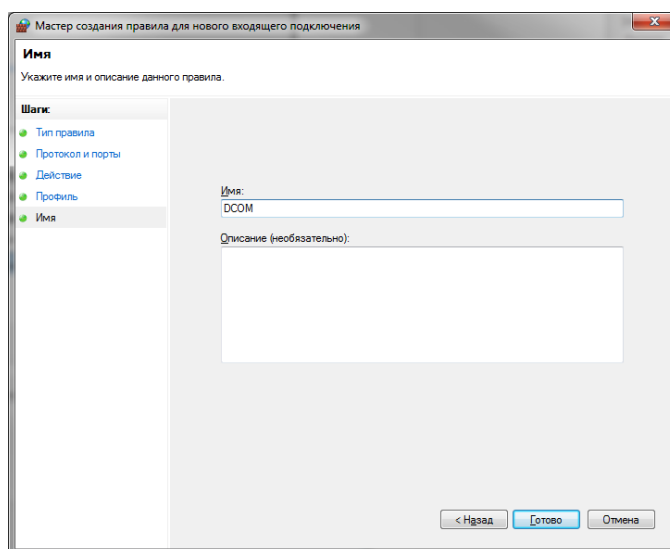 Мастер создания правила для нового входящего подключения
Имя
Укажите имя и описание данного правила.
Шаги:
Тип правила
Протокол и порты
Действие
Профиль
Имя
Имя:
DCOM
Описание (необязательно):
< Назад
Готово
Отмена